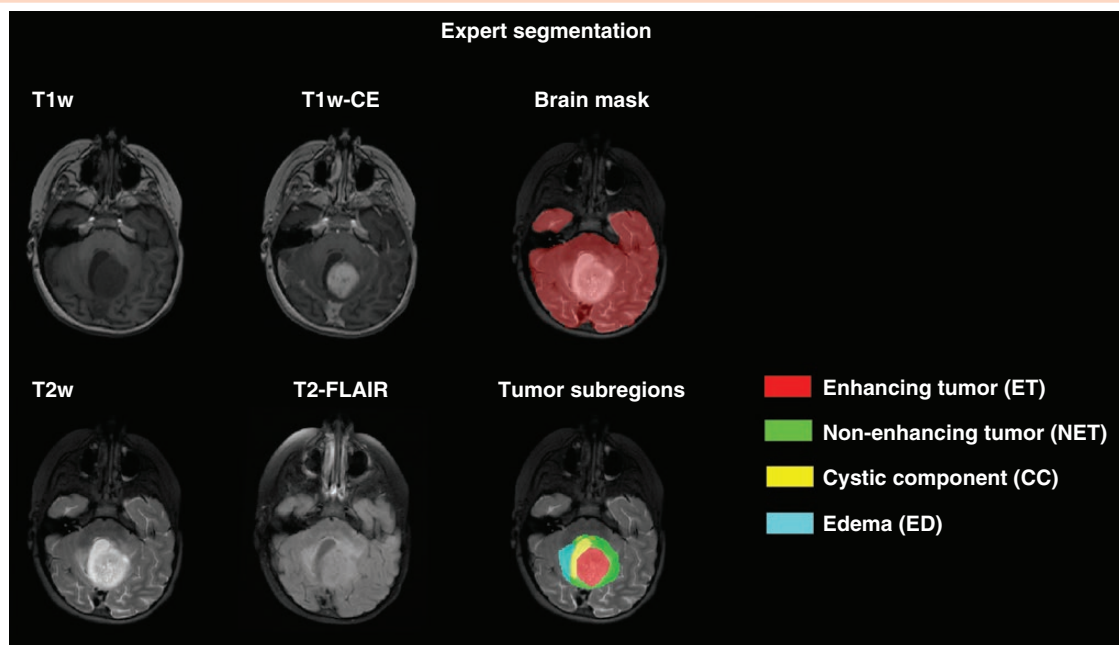 Expert segmentation
T1w
T1w-CE
Brain mask
T2w
T2-FLAIR
Tumor subregions
Enhancing tumor (ET)
Non-enhancing tumor (NET)
Cystic component (CC)
Edema (ED)